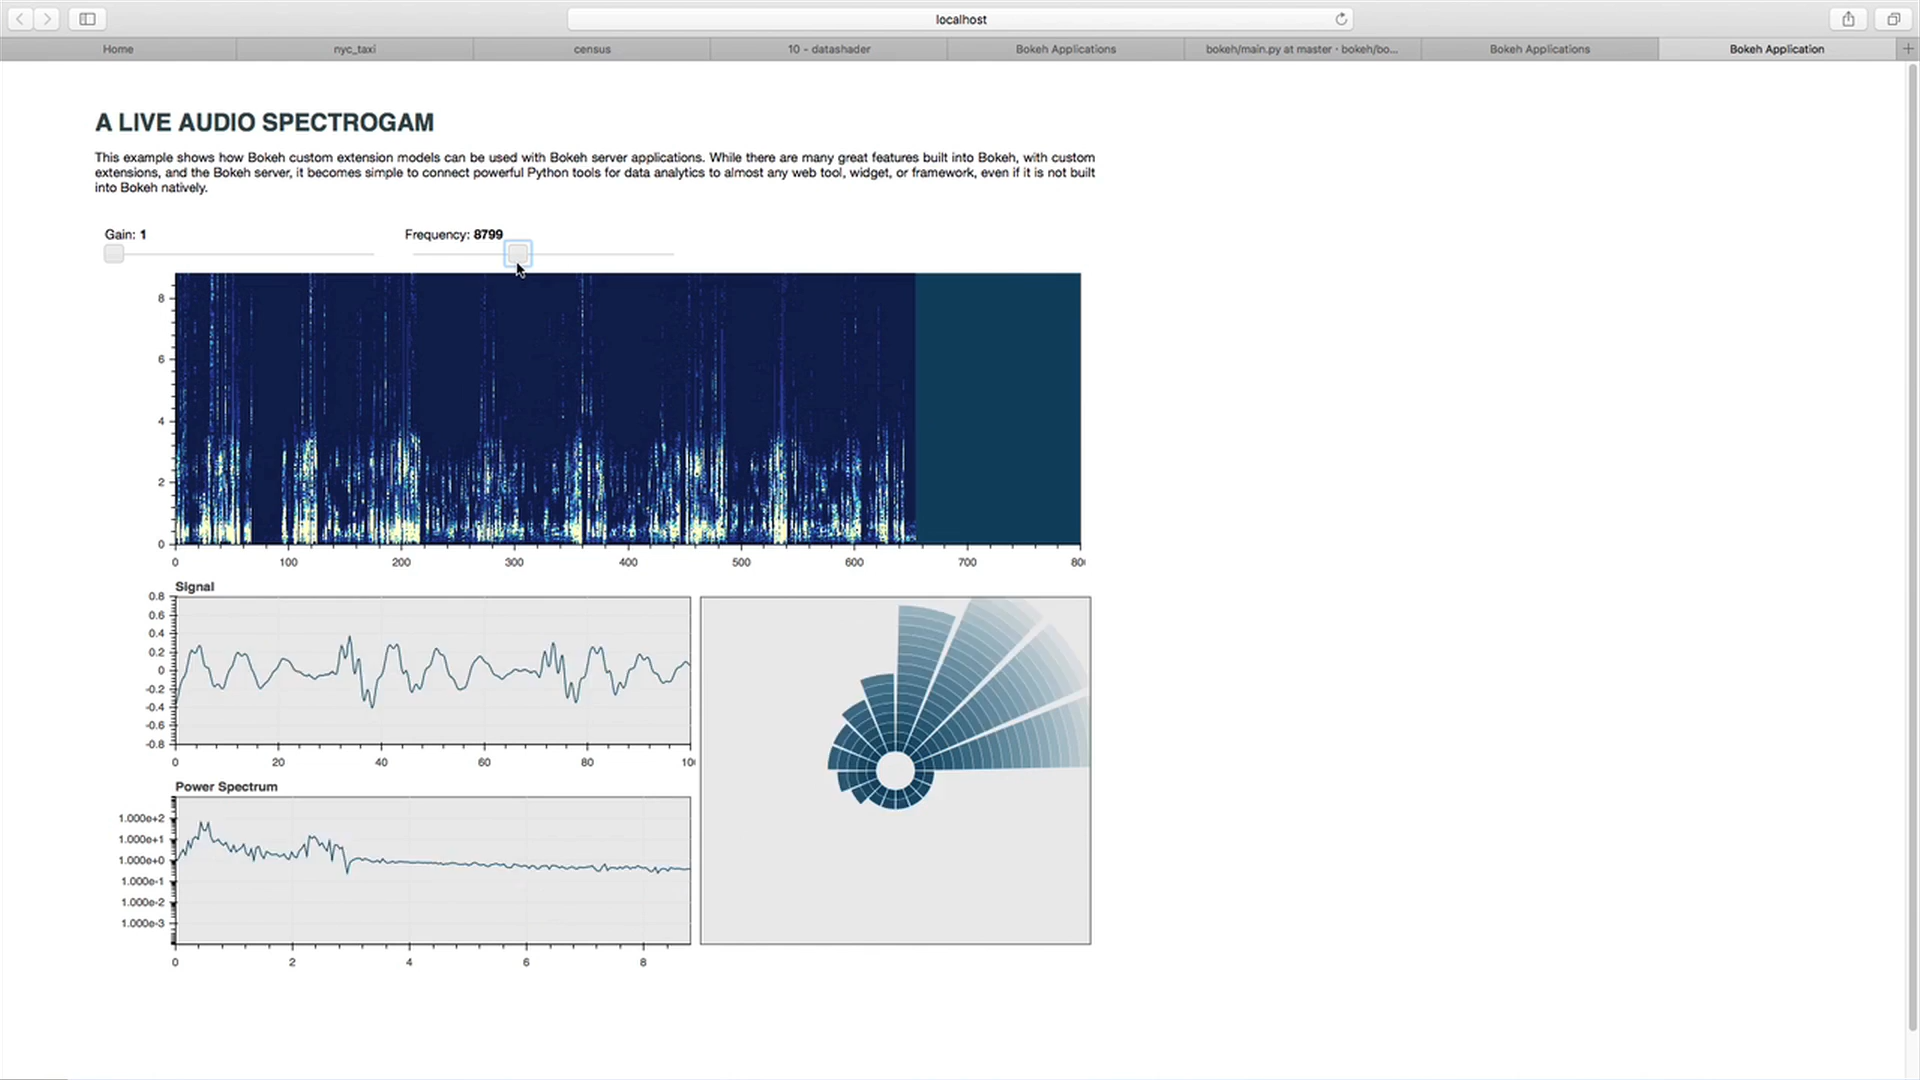 localhost
Home
nyc_taxi
census
10 - datashader
Bokeh Applications
bokeh/main.py at master · bokeh/bo...
Bokeh Applications
Bokeh Application
A LIVE AUDIO SPECTROGAM
This example shows how Bokeh custom extension models can be used with Bokeh server applications. While there are many great features built into Bokeh, with custom
extensions, and the Bokeh server, it becomes simple to connect powerful Python tools for data analytics to almost any web tool, widget, or framework, even if it is not built
into Bokeh natively.
Gain: 1
Frequency: 8799
8
6
4
2
0
0 100 200 300 400 500 600 700 80
Signal
0.8
0.6
0.4
0.2
0
-0.2
-0.4
-0.6
-0.8
0 20 40 60 80 10
Power Spectrum
1.000e+2
1.000e+1
1.000e+0
1.000e-1
1.000e-2
1.000e-3
0 2 4 6 8